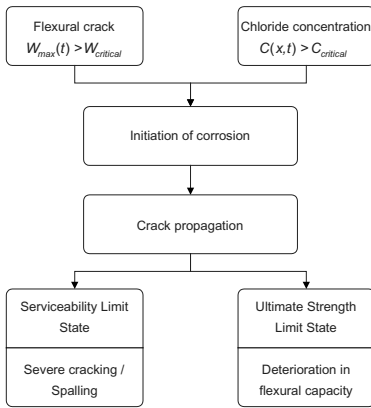 Flexural crack
W_max(t) > W_critical
Chloride concentration
C(x,t) > C_critical
Initiation of corrosion
Crack propagation
Serviceability Limit
State
Severe cracking /
Spalling
Ultimate Strength
Limit State
Deterioration in
flexural capacity